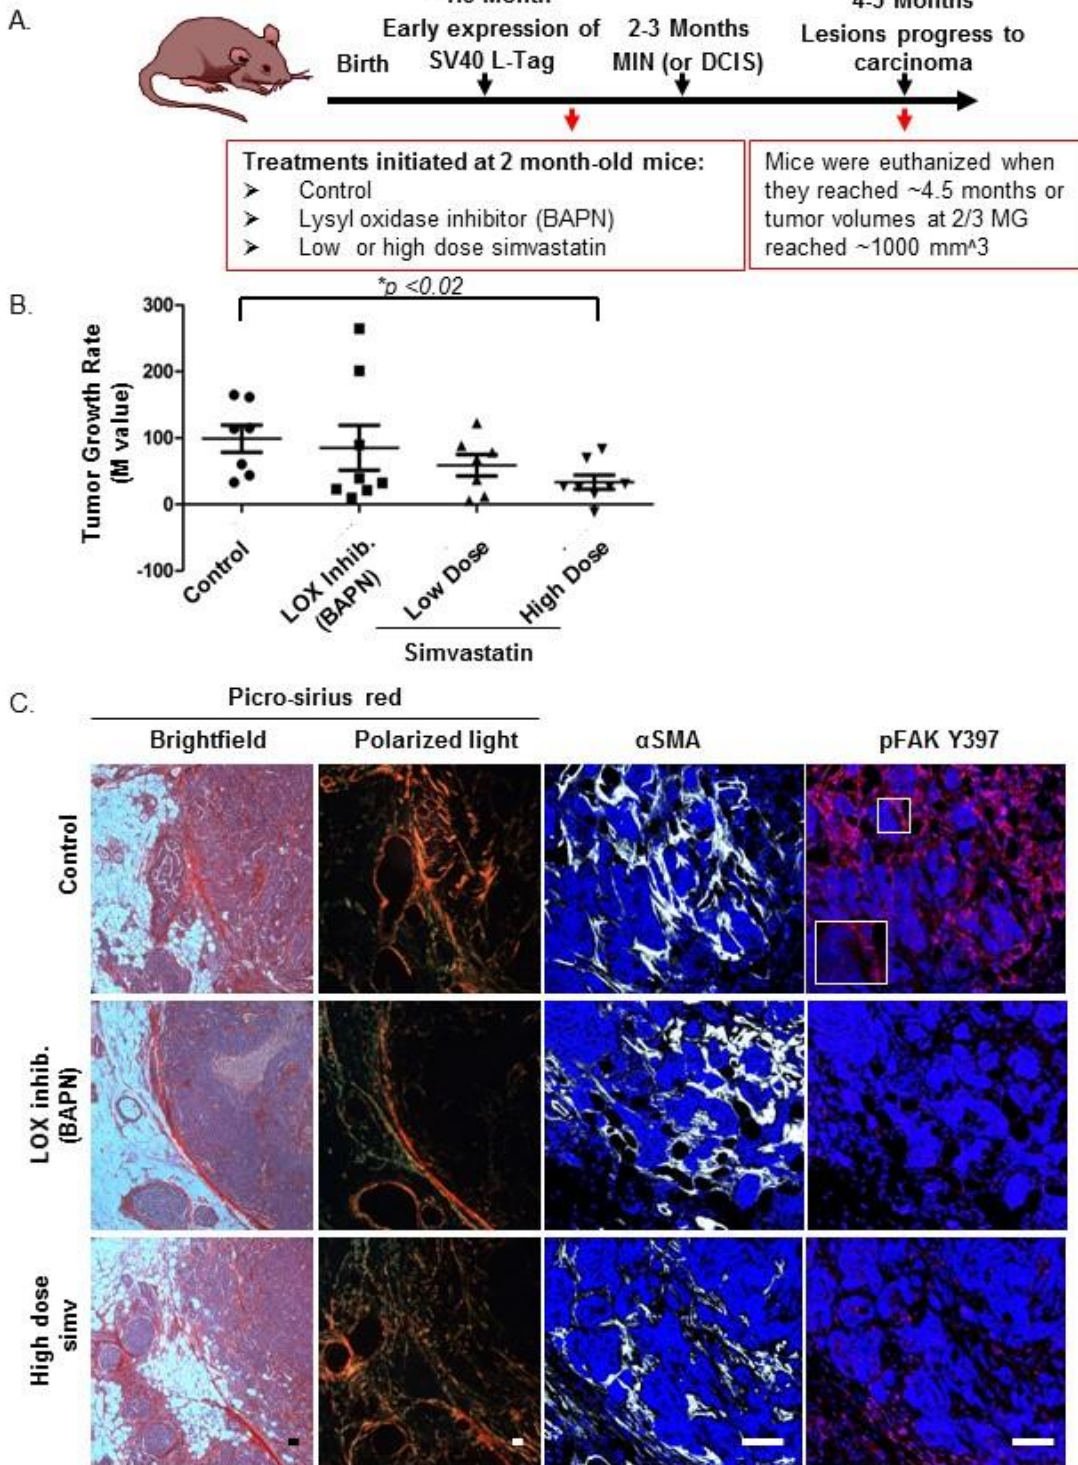 A.
4-5 Months
Early expression of
SV40 L-Tag
2-3 Months
MIN (or DCIS)
Lesions progress to
carcinoma
Birth
Treatments initiated at 2 month-old mice:
➢ Control
➢ Lysyl oxidase inhibitor (BAPN)
➢ Low or high dose simvastatin
Mice were euthanized when
they reached ~4.5 months or
tumor volumes at 2/3 MG
reached ~1000 mm^3
B.
*p <0.02
Tumor Growth Rate
(M value)
300
200
100
0
-100
Control
LOX Inhib.
(BAPN)
Low Dose
High Dose
Simvastatin
C.
Picro-sirius red
Brightfield
Polarized light
αSMA
pFAK Y397
Control
LOX inhib.
(BAPN)
High dose
simv